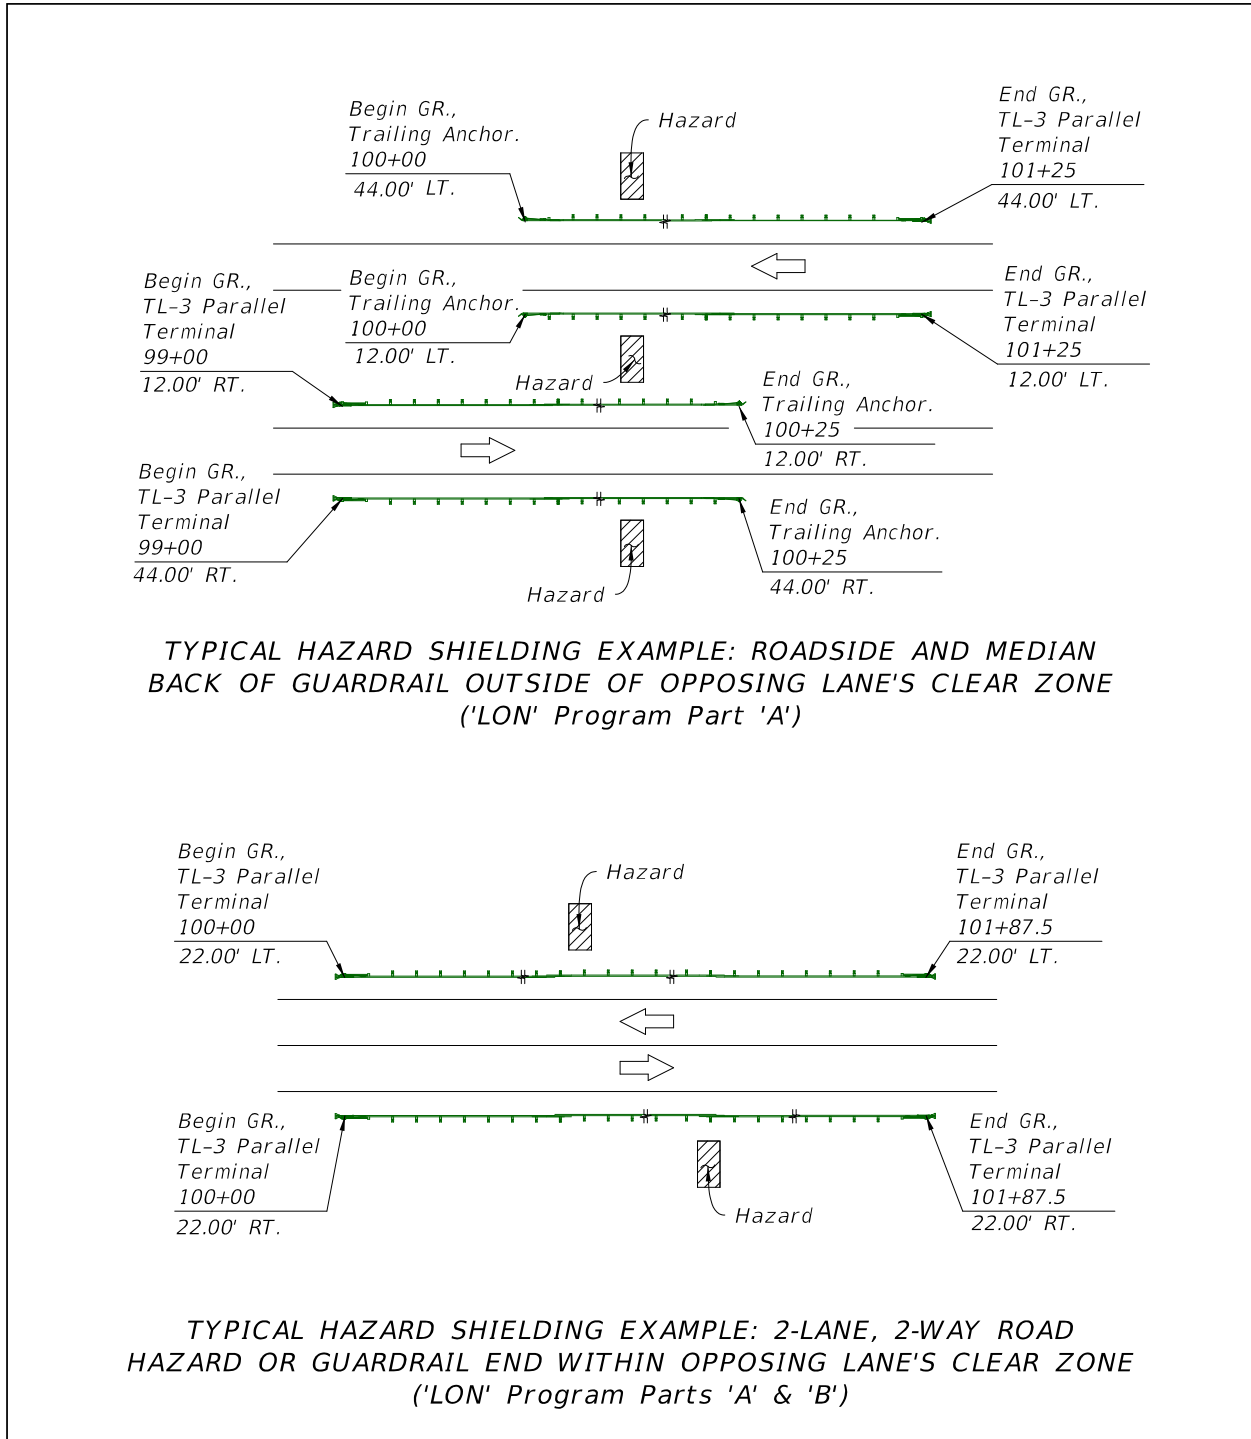 Begin GR.,
Trailing Anchor.
100+00
44.00' LT.
Hazard
End GR.,
TL-3 Parallel
Terminal
101+25
44.00' LT.
Begin GR.,
TL-3 Parallel
Terminal
99+00
12.00' RT.
Begin GR.,
Trailing Anchor.
100+00
12.00' LT.
Hazard
End GR.,
TL-3 Parallel
Terminal
101+25
12.00' LT.
End GR.,
Trailing Anchor.
100+25
12.00' RT.
Begin GR.,
TL-3 Parallel
Terminal
99+00
44.00' RT.
Hazard
End GR.,
Trailing Anchor.
100+25
44.00' RT.
TYPICAL HAZARD SHIELDING EXAMPLE: ROADSIDE AND MEDIAN
BACK OF GUARDRAIL OUTSIDE OF OPPOSING LANE'S CLEAR ZONE
('LON' Program Part 'A')
Begin GR.,
TL-3 Parallel
Terminal
100+00
22.00' LT.
Hazard
End GR.,
TL-3 Parallel
Terminal
101+87.5
22.00' LT.
Begin GR.,
TL-3 Parallel
Terminal
100+00
22.00' RT.
Hazard
End GR.,
TL-3 Parallel
Terminal
101+87.5
22.00' RT.
TYPICAL HAZARD SHIELDING EXAMPLE: 2-LANE, 2-WAY ROAD
HAZARD OR GUARDRAIL END WITHIN OPPOSING LANE'S CLEAR ZONE
('LON' Program Parts 'A' & 'B')